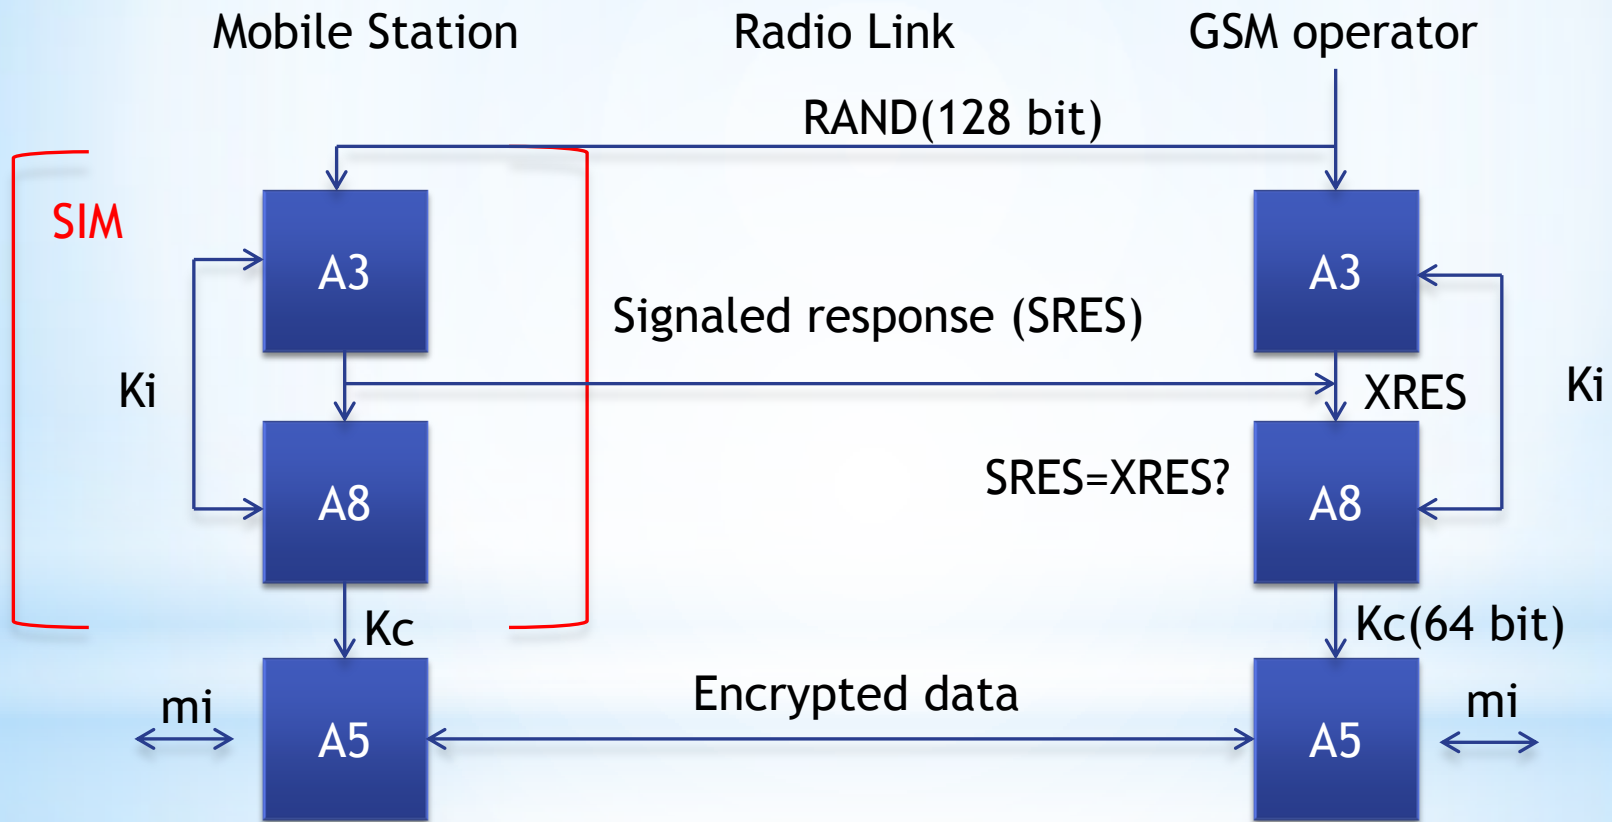 Mobile Station
Radio Link
GSM operator
RAND(128 bit)
SIM
A3
A3
Signaled response (SRES)
Ki
XRES
Ki
SRES=XRES?
A8
A8
Kc
Kc(64 bit)
mi
Encrypted data
mi
A5
A5